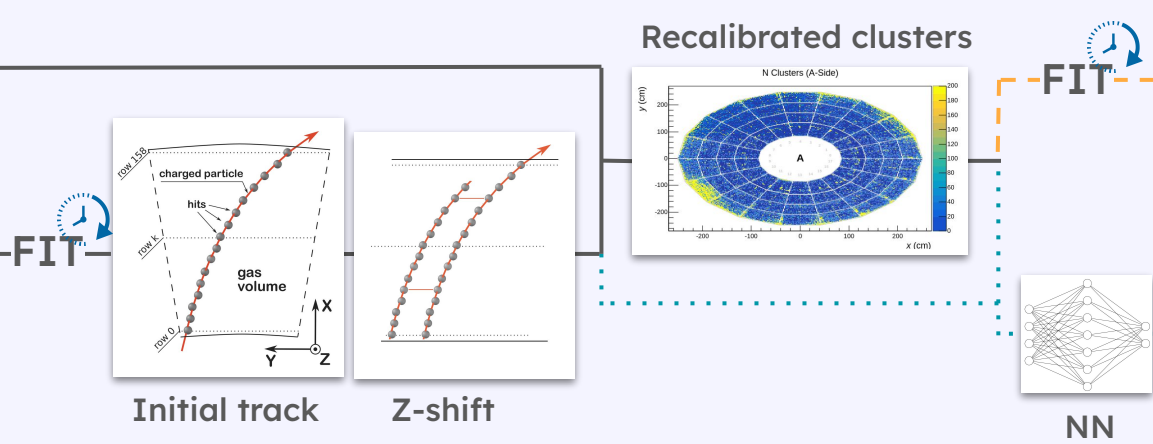 Recalibrated clusters
FIT
N Clusters (A-Side)
y (cm)
200
100
0
-100
-200
A
-200
-100
0
100
200
x (cm)
200
180
160
140
120
100
80
60
40
20
0
FIT
row 158
charged particle
hits
row k
gas
volume
row 0
X
Y
Z
Initial track
Z-shift
NN